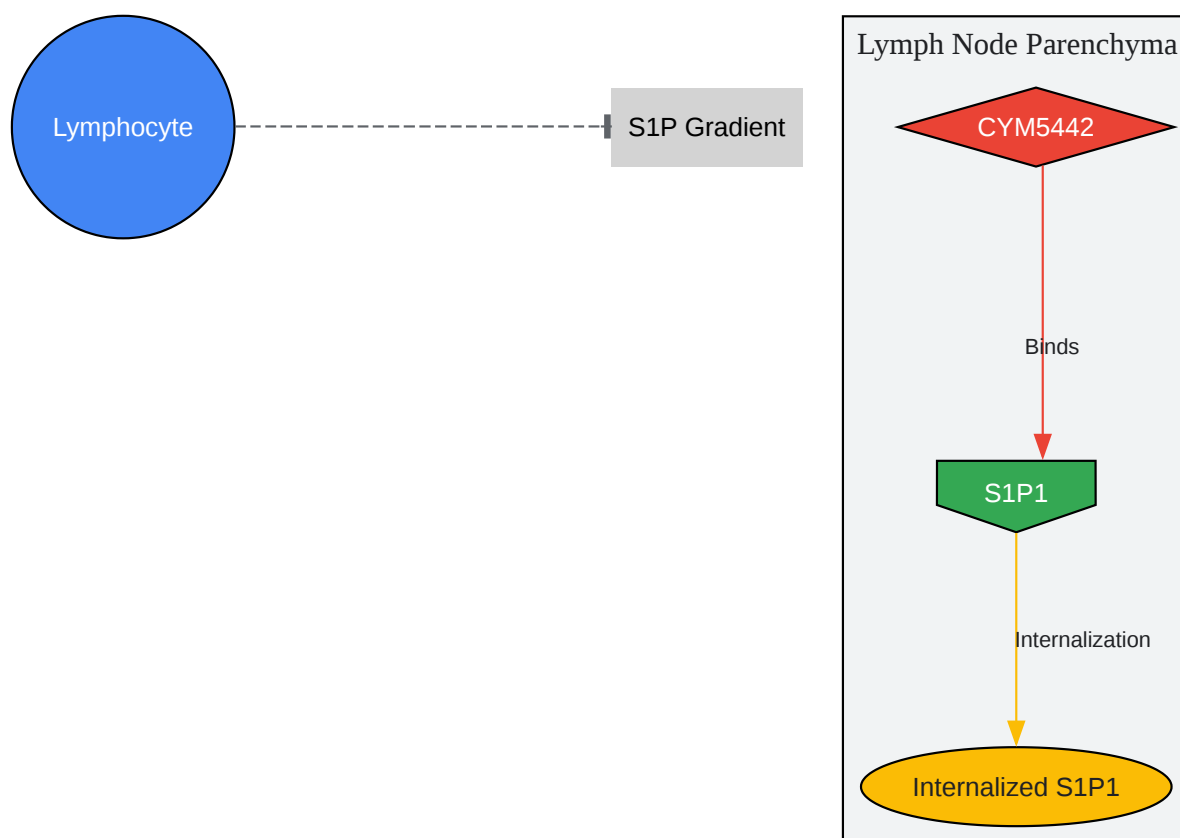 Lymph Node Parenchyma
Lymphocyte
S1P Gradient
CYM5442
Binds
S1P1
Internalization
Internalized S1P1